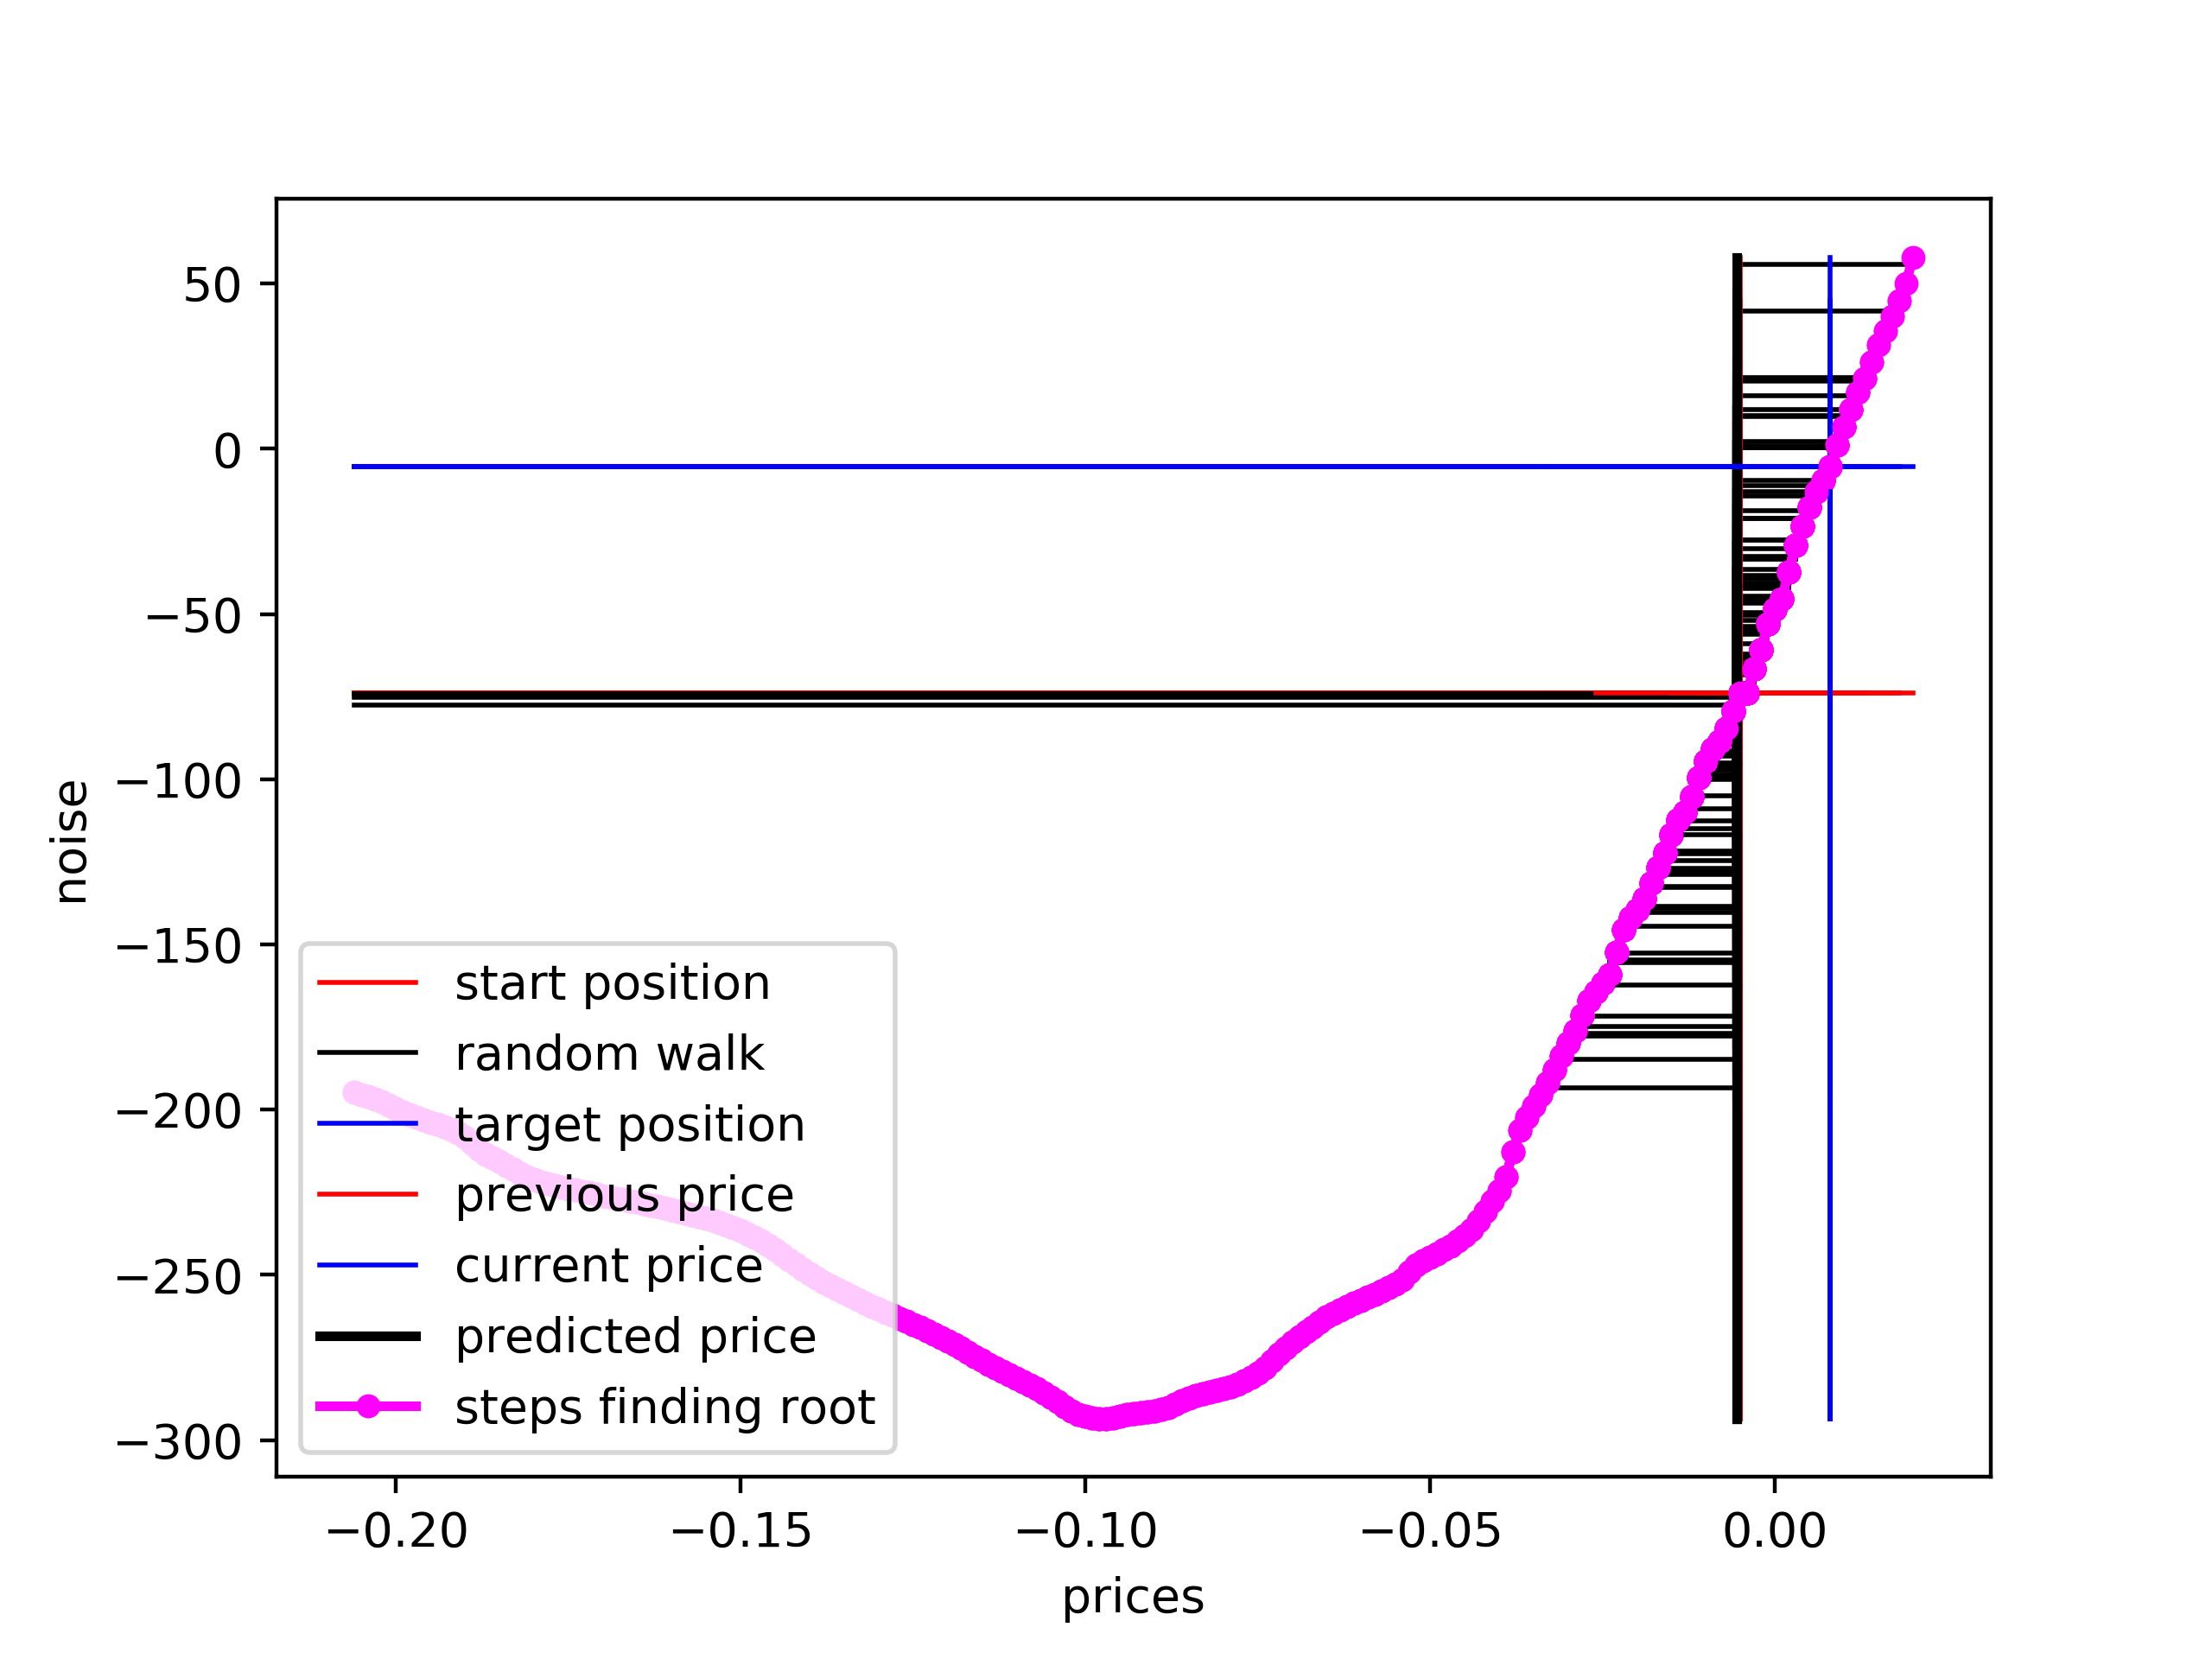 50
0
−50
−100
−150
−200
−250
−300
noise
start position
random walk
target position
previous price
current price
predicted price
steps finding root
−0.20
−0.15
−0.10
−0.05
0.00
prices